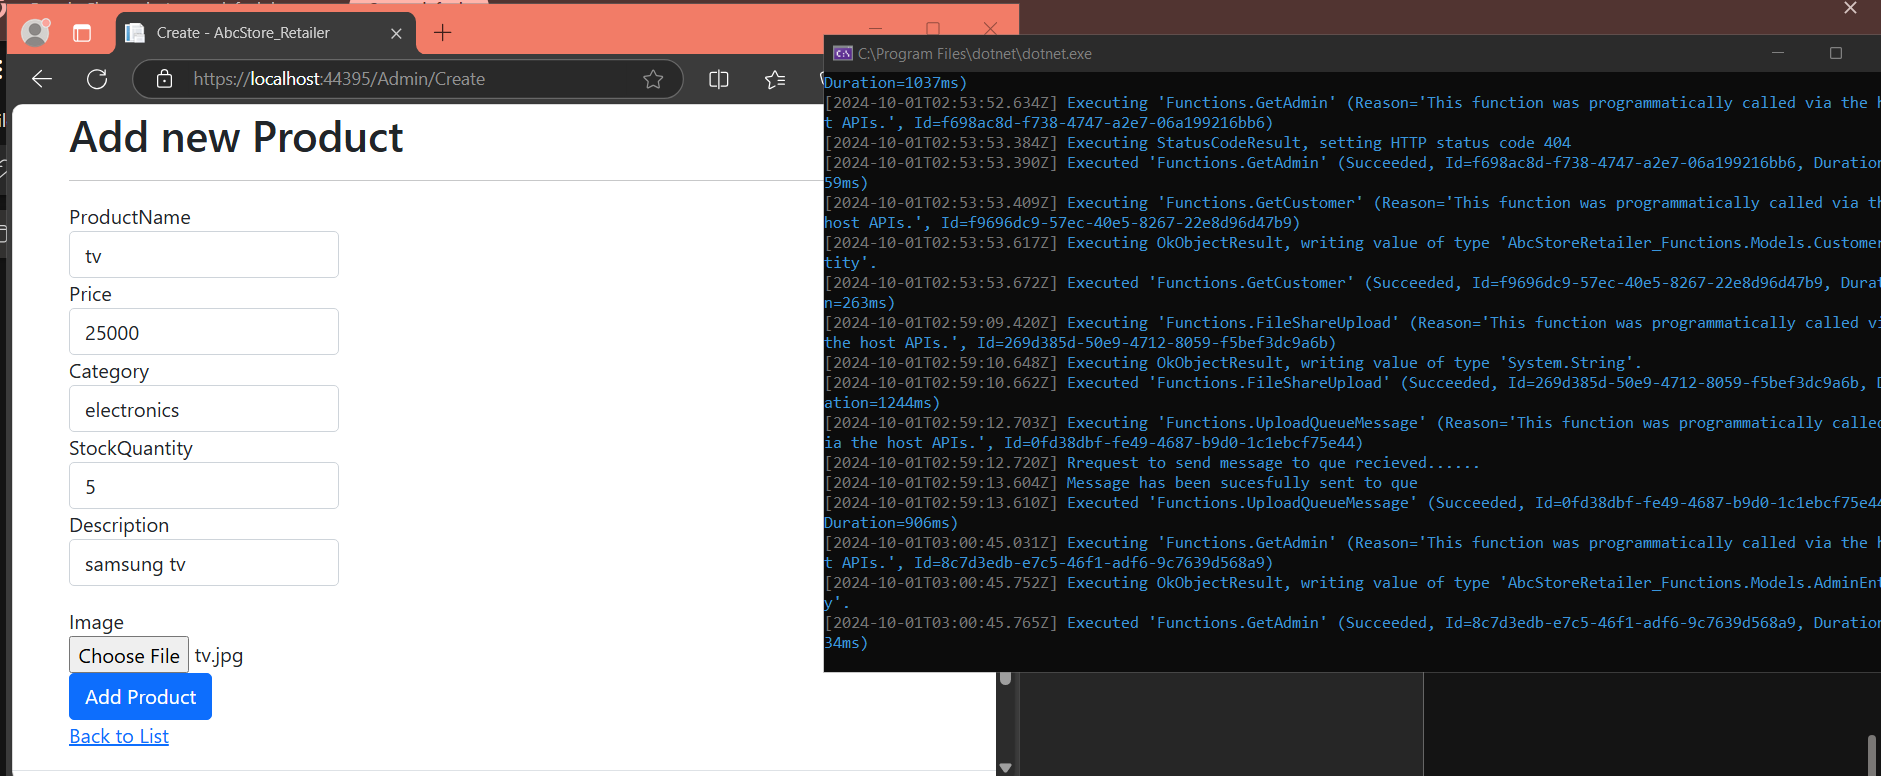 Create - AbcStore_Retailer
https://localhost:44395/Admin/Create
Add new Product
ProductName
tv
Price
25000
Category
electronics
StockQuantity
5
Description
samsung tv
Image
Choose File tv.jpg
Add Product
Back to List
C:\Program Files\dotnet\dotnet.exe
Duration=1037ms)
[2024-10-01T02:53:52.634Z] Executing 'Functions.GetAdmin' (Reason='This function was programmatically called via the h
t APIs.', Id=f698ac8d-f738-4747-a2e7-06a199216bb6)
[2024-10-01T02:53:53.384Z] Executing StatusCodeResult, setting HTTP status code 404
[2024-10-01T02:53:53.390Z] Executed 'Functions.GetAdmin' (Succeeded, Id=f698ac8d-f738-4747-a2e7-06a199216bb6, Duration
59ms)
[2024-10-01T02:53:53.409Z] Executing 'Functions.GetCustomer' (Reason='This function was programmatically called via th
host APIs.', Id=f9696dc9-57ec-40e5-8267-22e8d96d47b9)
[2024-10-01T02:53:53.617Z] Executing OkObjectResult, writing value of type 'AbcStoreRetailer_Functions.Models.Customer
tity'.
[2024-10-01T02:53:53.672Z] Executed 'Functions.GetCustomer' (Succeeded, Id=f9696dc9-57ec-40e5-8267-22e8d96d47b9, Durat
n=263ms)
[2024-10-01T02:59:09.420Z] Executing 'Functions.FileShareUpload' (Reason='This function was programmatically called vi
the host APIs.', Id=269d385d-50e9-4712-8059-f5bef3dc9a6b)
[2024-10-01T02:59:10.648Z] Executing OkObjectResult, writing value of type 'System.String'.
[2024-10-01T02:59:10.662Z] Executed 'Functions.FileShareUpload' (Succeeded, Id=269d385d-50e9-4712-8059-f5bef3dc9a6b, D
ation=1244ms)
[2024-10-01T02:59:12.703Z] Executing 'Functions.UploadQueueMessage' (Reason='This function was programmatically called
ia the host APIs.', Id=0fd38dbf-fe49-4687-b9d0-1c1ebcf75e44)
[2024-10-01T02:59:12.720Z] Rrequest to send message to que recieved......
[2024-10-01T02:59:13.604Z] Message has been sucesfully sent to que
[2024-10-01T02:59:13.610Z] Executed 'Functions.UploadQueueMessage' (Succeeded, Id=0fd38dbf-fe49-4687-b9d0-1c1ebcf75e44
Duration=906ms)
[2024-10-01T03:00:45.031Z] Executing 'Functions.GetAdmin' (Reason='This function was programmatically called via the h
t APIs.', Id=8c7d3edb-e7c5-46f1-adf6-9c7639d568a9)
[2024-10-01T03:00:45.752Z] Executing OkObjectResult, writing value of type 'AbcStoreRetailer_Functions.Models.AdminEnt
y'.
[2024-10-01T03:00:45.765Z] Executed 'Functions.GetAdmin' (Succeeded, Id=8c7d3edb-e7c5-46f1-adf6-9c7639d568a9, Duration
34ms)